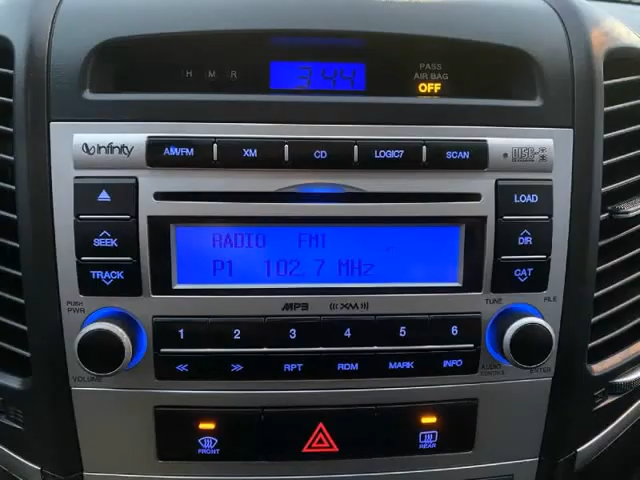 H M R
3:44
PASS
AIR BAG
OFF
Infinity
AM/FM XM CD LOGIC7 SCAN
DISC
LOAD
SEEK
RADIO FM1
DIR
TRACK
P1 102.7 MHz
CAT
MP3 ((XM))
PUSH
PWR
TUNE FILE
1 2 3 4 5 6
<< >> RPT RDM MARK INFO
VOLUME
AUDIO
ENTER
FRONT
REAR